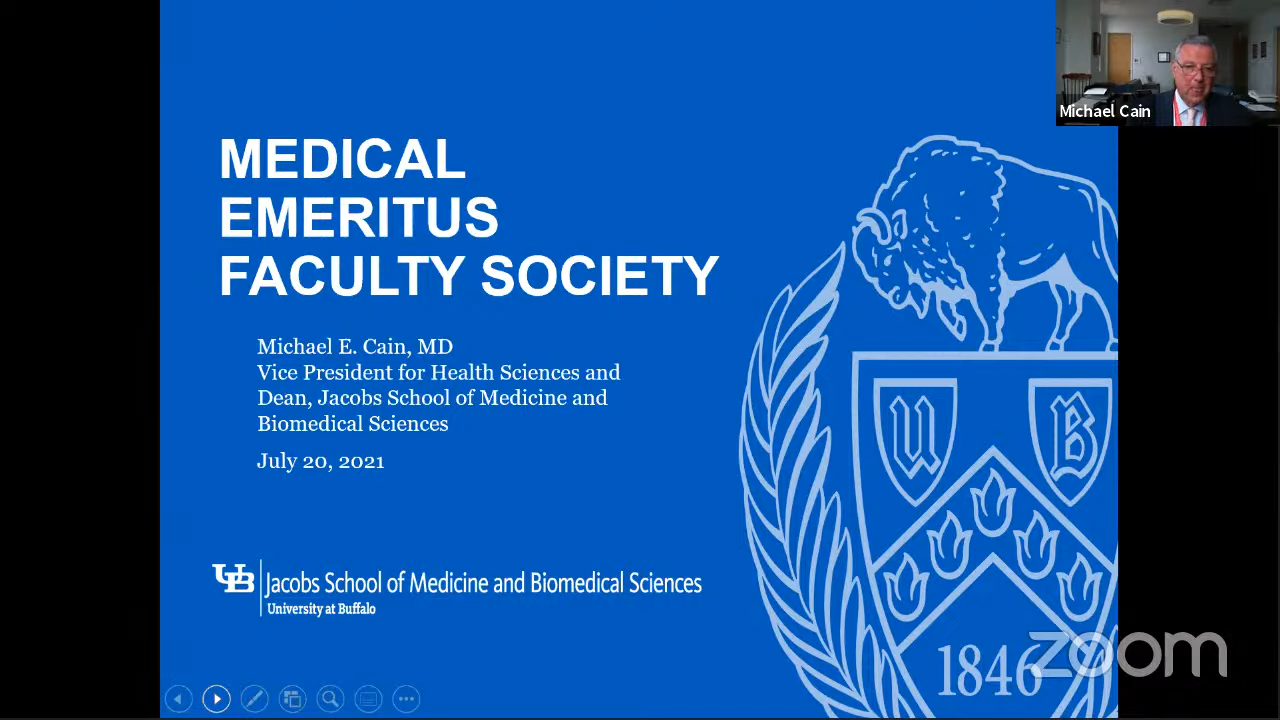 Michael Cain
MEDICAL
EMERITUS
FACULTY SOCIETY
Michael E. Cain, MD
Vice President for Health Sciences and
Dean, Jacobs School of Medicine and
Biomedical Sciences
July 20, 2021
UB
Jacobs School of Medicine and Biomedical Sciences
University at Buffalo
U B
1846
zoom